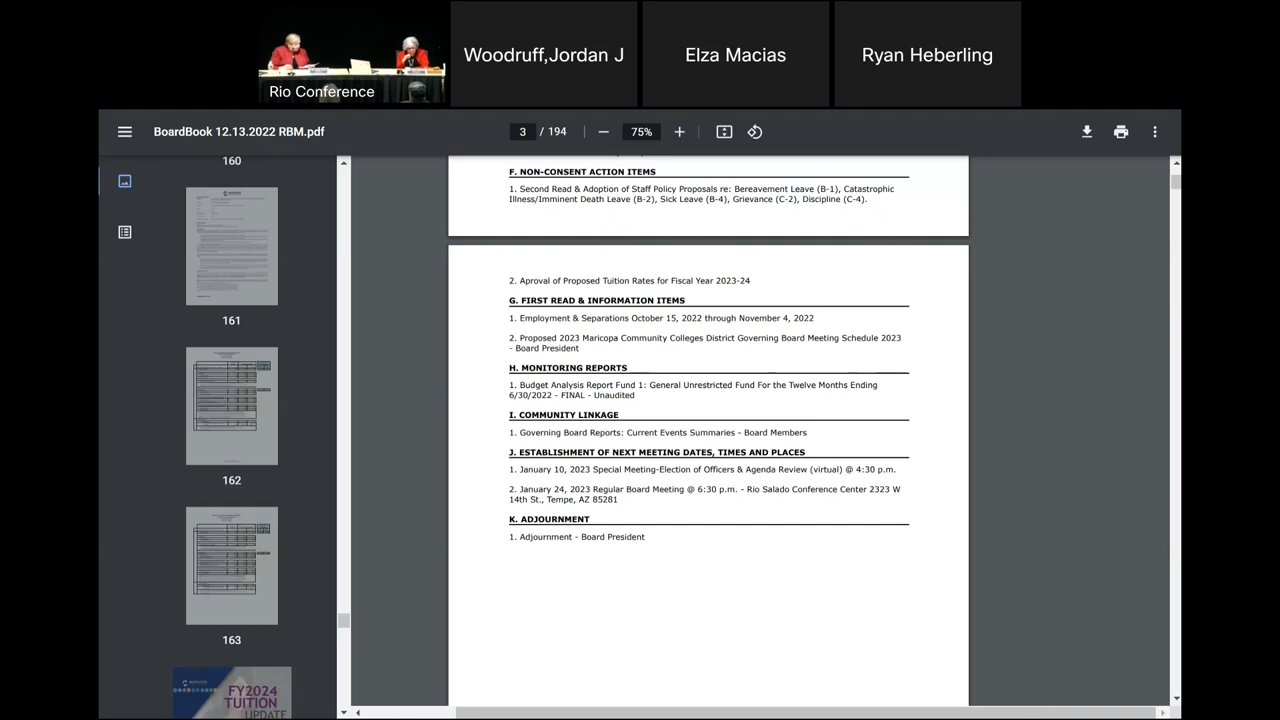 Rio Conference
Woodruff,Jordan J
Elza Macias
Ryan Heberling
BoardBook 12.13.2022 RBM.pdf
3 / 194
75%
160
161
162
163
FY2024
TUITION
UPDATE
F. NON-CONSENT ACTION ITEMS
1. Second Read & Adoption of Staff Policy Proposals re: Bereavement Leave (B-1), Catastrophic
Illness/Imminent Death Leave (B-2), Sick Leave (B-4), Grievance (C-2), Discipline (C-4).
2. Aproval of Proposed Tuition Rates for Fiscal Year 2023-24
G. FIRST READ & INFORMATION ITEMS
1. Employment & Separations October 15, 2022 through November 4, 2022
2. Proposed 2023 Maricopa Community Colleges District Governing Board Meeting Schedule 2023
- Board President
H. MONITORING REPORTS
1. Budget Analysis Report Fund 1: General Unrestricted Fund For the Twelve Months Ending
6/30/2022 - FINAL - Unaudited
I. COMMUNITY LINKAGE
1. Governing Board Reports: Current Events Summaries - Board Members
J. ESTABLISHMENT OF NEXT MEETING DATES, TIMES AND PLACES
1. January 10, 2023 Special Meeting-Election of Officers & Agenda Review (virtual) @ 4:30 p.m.
2. January 24, 2023 Regular Board Meeting @ 6:30 p.m. - Rio Salado Conference Center 2323 W
14th St., Tempe, AZ 85281
K. ADJOURNMENT
1. Adjournment - Board President